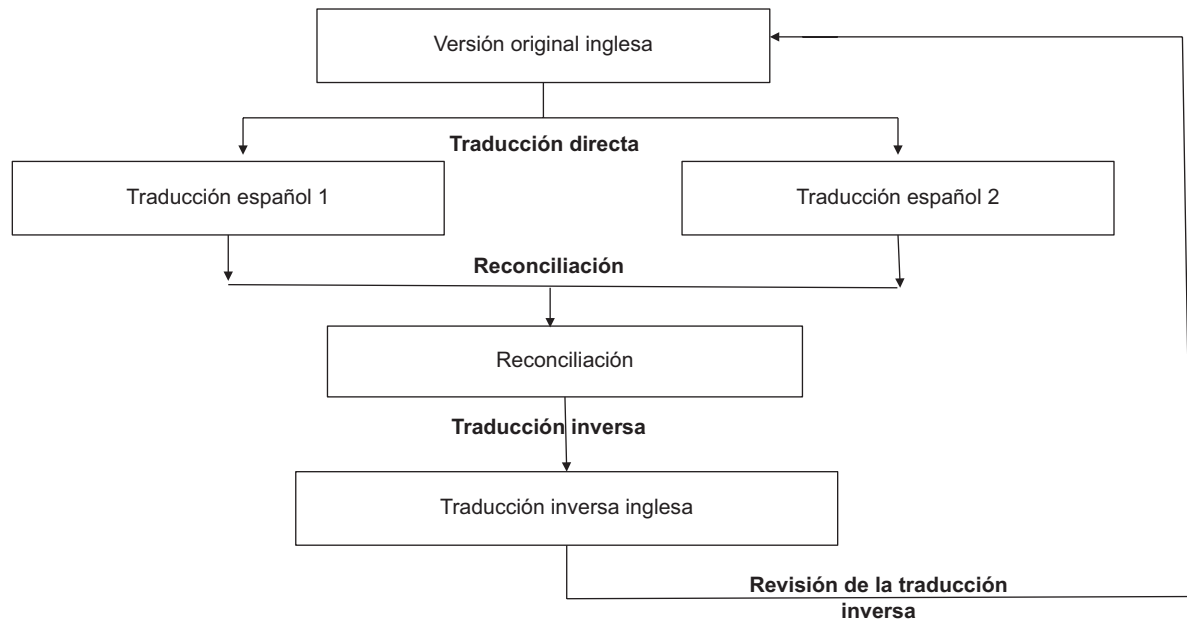 Versión original inglesa
Traducción directa
Traducción español 1
Traducción español 2
Reconciliación
Reconciliación
Traducción inversa
Traducción inversa inglesa
Revisión de la traducción
inversa